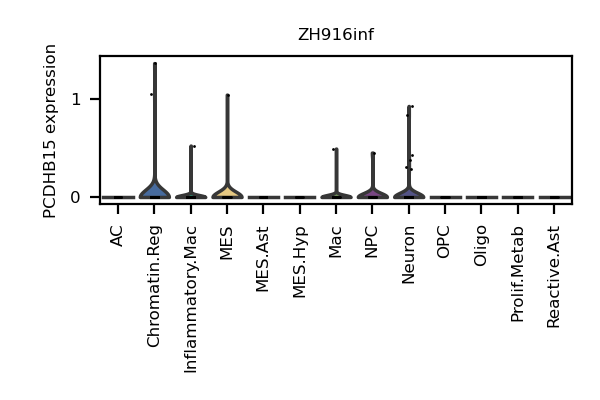 ZH916inf
PCDHB15 expression
1
0
AC
Chromatin.Reg
Inflammatory.Mac
MES
MES.Ast
MES.Hyp
Mac
NPC
Neuron
OPC
Oligo
Prolif.Metab
Reactive.Ast